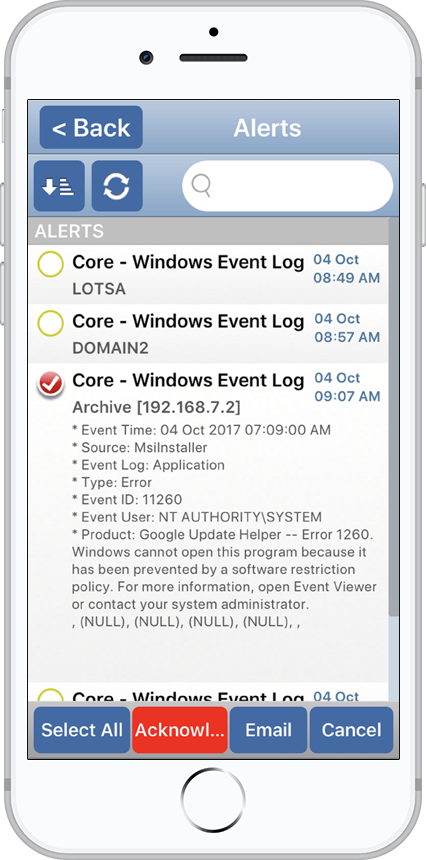 < Back
Alerts
ALERTS
Core - Windows Event Log
04 Oct
LOTSA
08:49 AM
Core - Windows Event Log
04 Oct
DOMAIN2
08:57 AM
Core - Windows Event Log
04 Oct
Archive [192.168.7.2]
09:07 AM
* Event Time: 04 Oct 2017 07:09:00 AM
* Source: MsiInstaller
* Event Log: Application
* Type: Error
* Event ID: 11260
* Event User: NT AUTHORITY\SYSTEM
* Product: Google Update Helper -- Error 1260.
Windows cannot open this program because it
has been prevented by a software restriction
policy. For more information, open Event Viewer
or contact your system administrator.
, (NULL), (NULL), (NULL), (NULL), ,
Core - Windows Event Log
04 Oct
Select All
Acknowl...
Email
Cancel